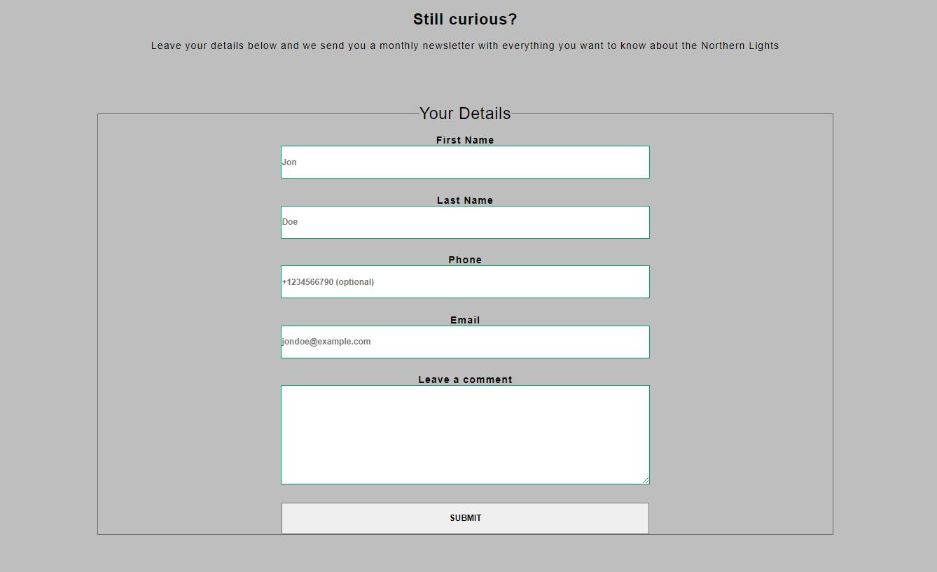 Still curious?
Leave your details below and we send you a monthly newsletter with everything you want to know about the Northern Lights
Your Details
First Name
Jon
Last Name
Doe
Phone
+1234566790 (optional)
Email
jondoe@example.com
Leave a comment
SUBMIT